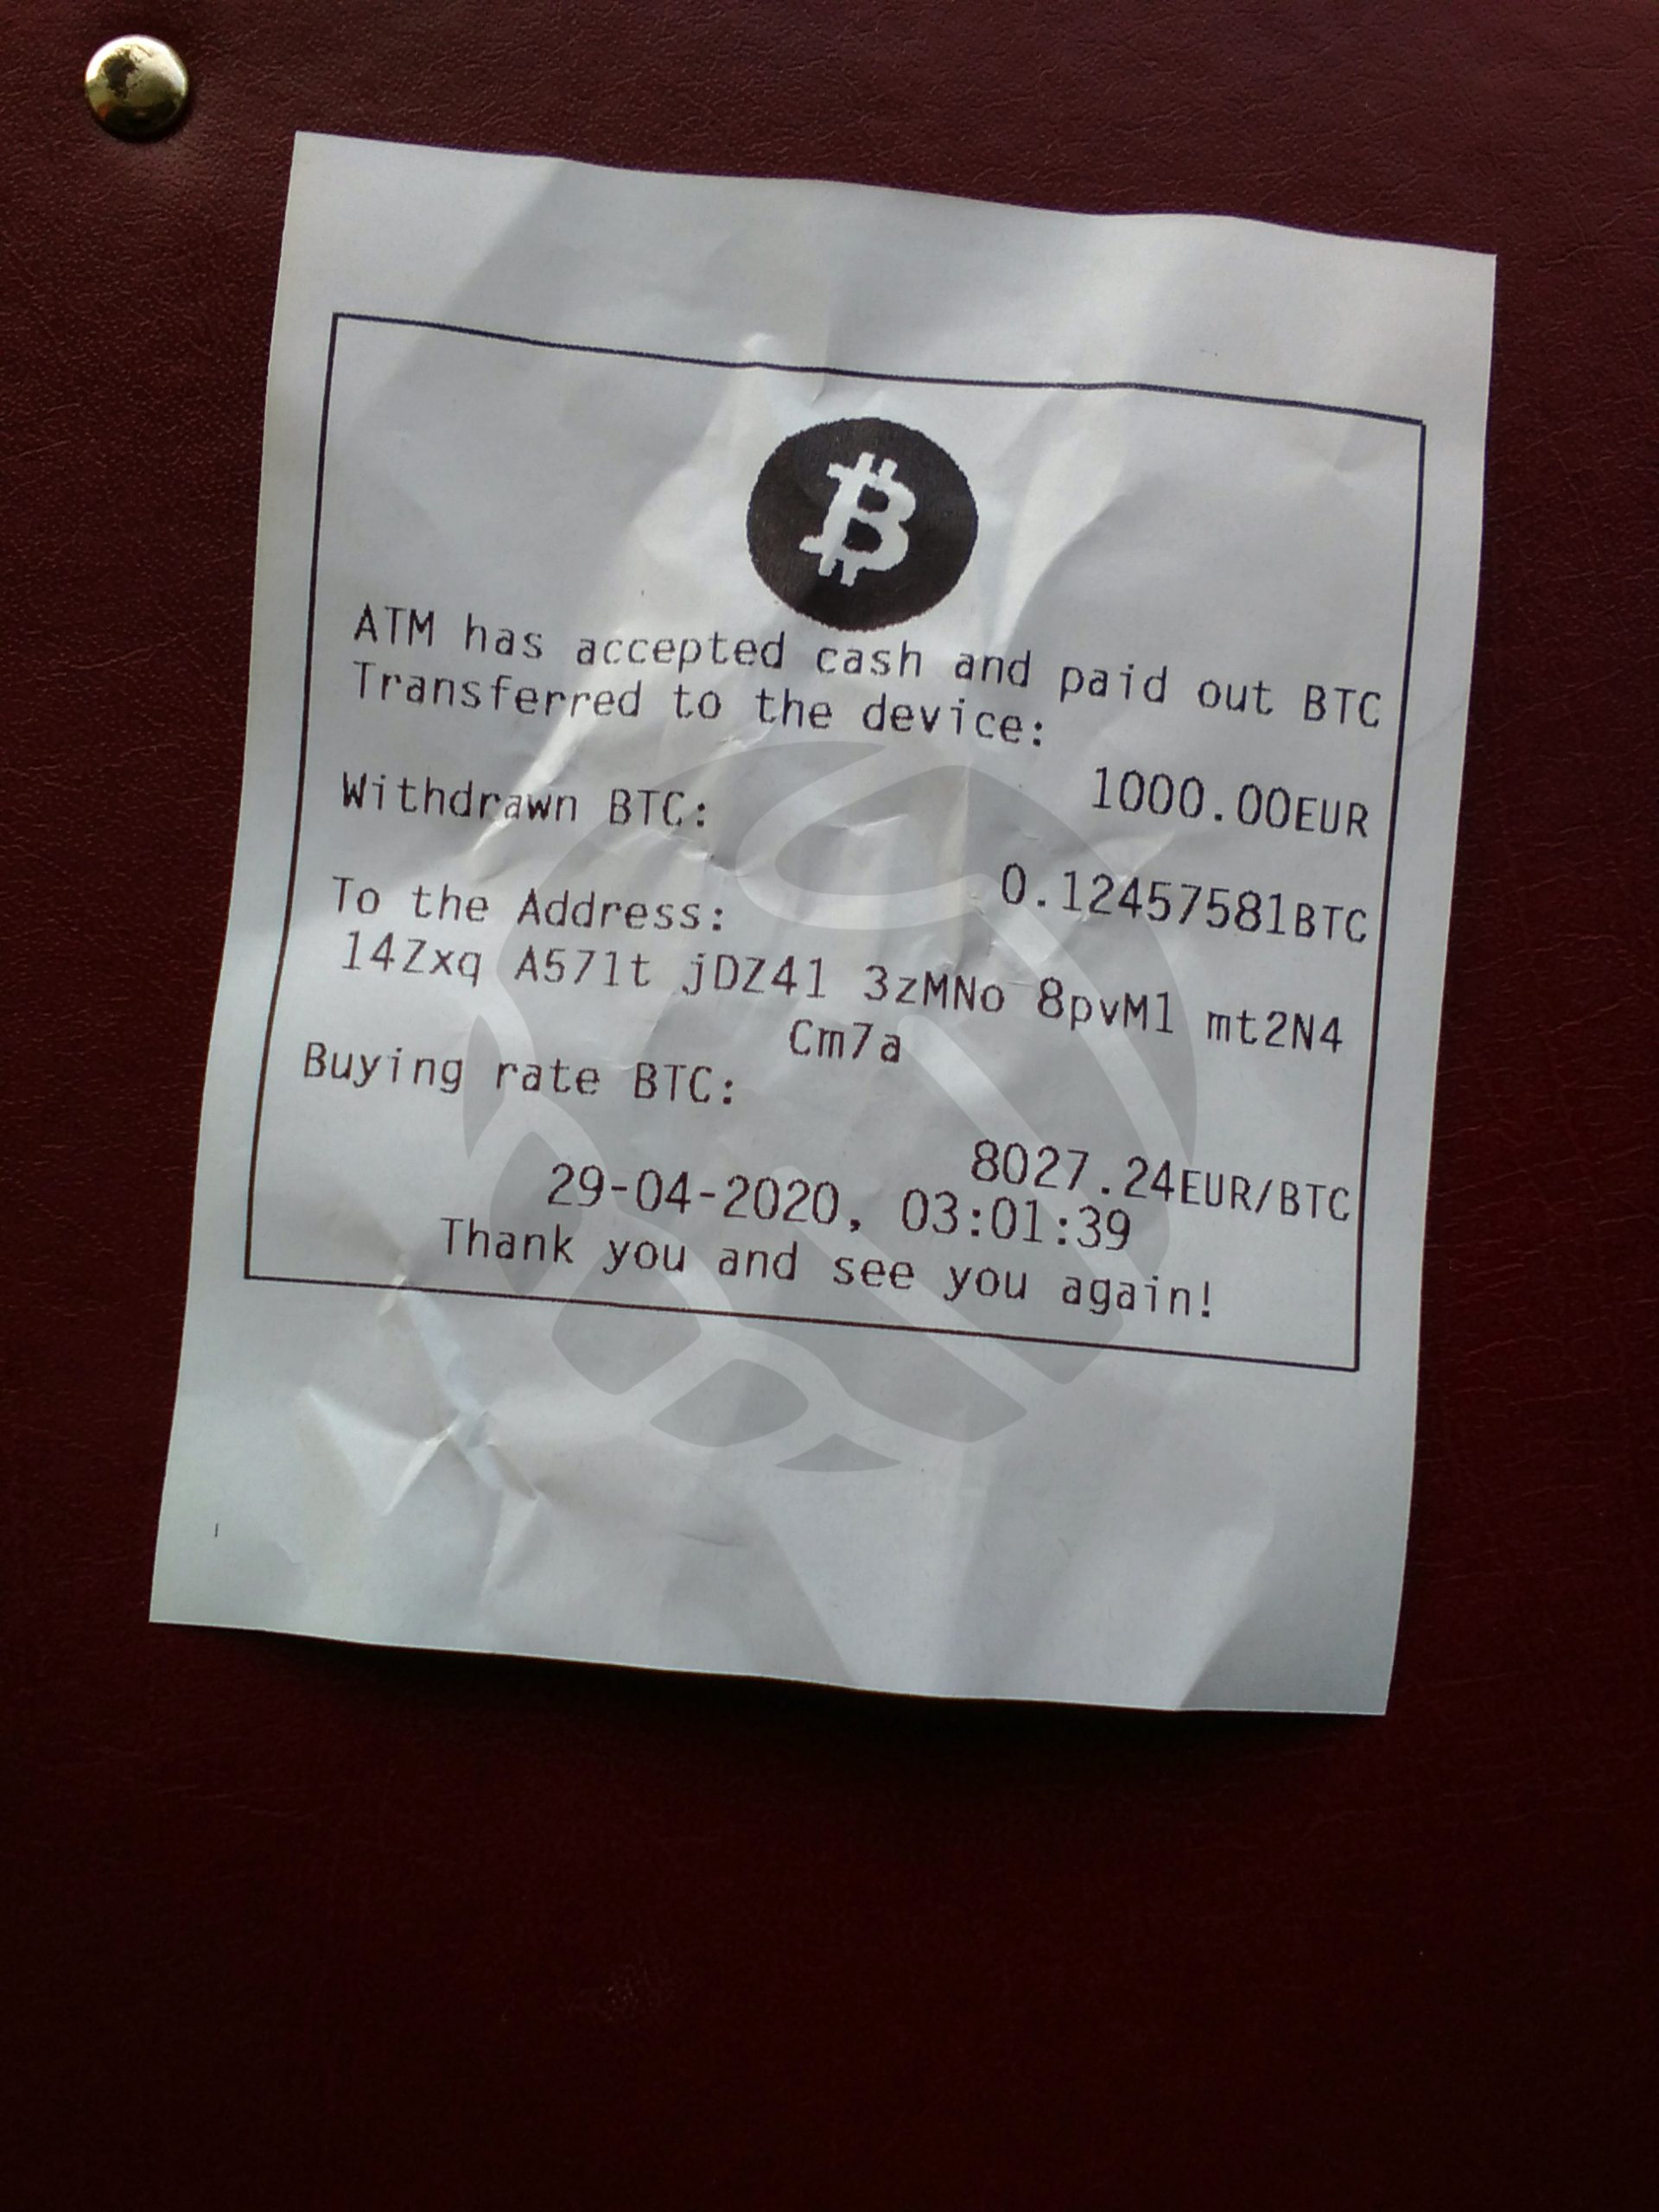 ATM has accepted cash and paid out BTC
Transferred to the device:
1000.00EUR
Withdrawn BTC:
0.12457581BTC
To the Address:
14Zxq A571t jDZ41 3zMNo 8pvM1 mt2N4
Cm7a
Buying rate BTC:
8027.24EUR/BTC
29-04-2020, 03:01:39
Thank you and see you again!